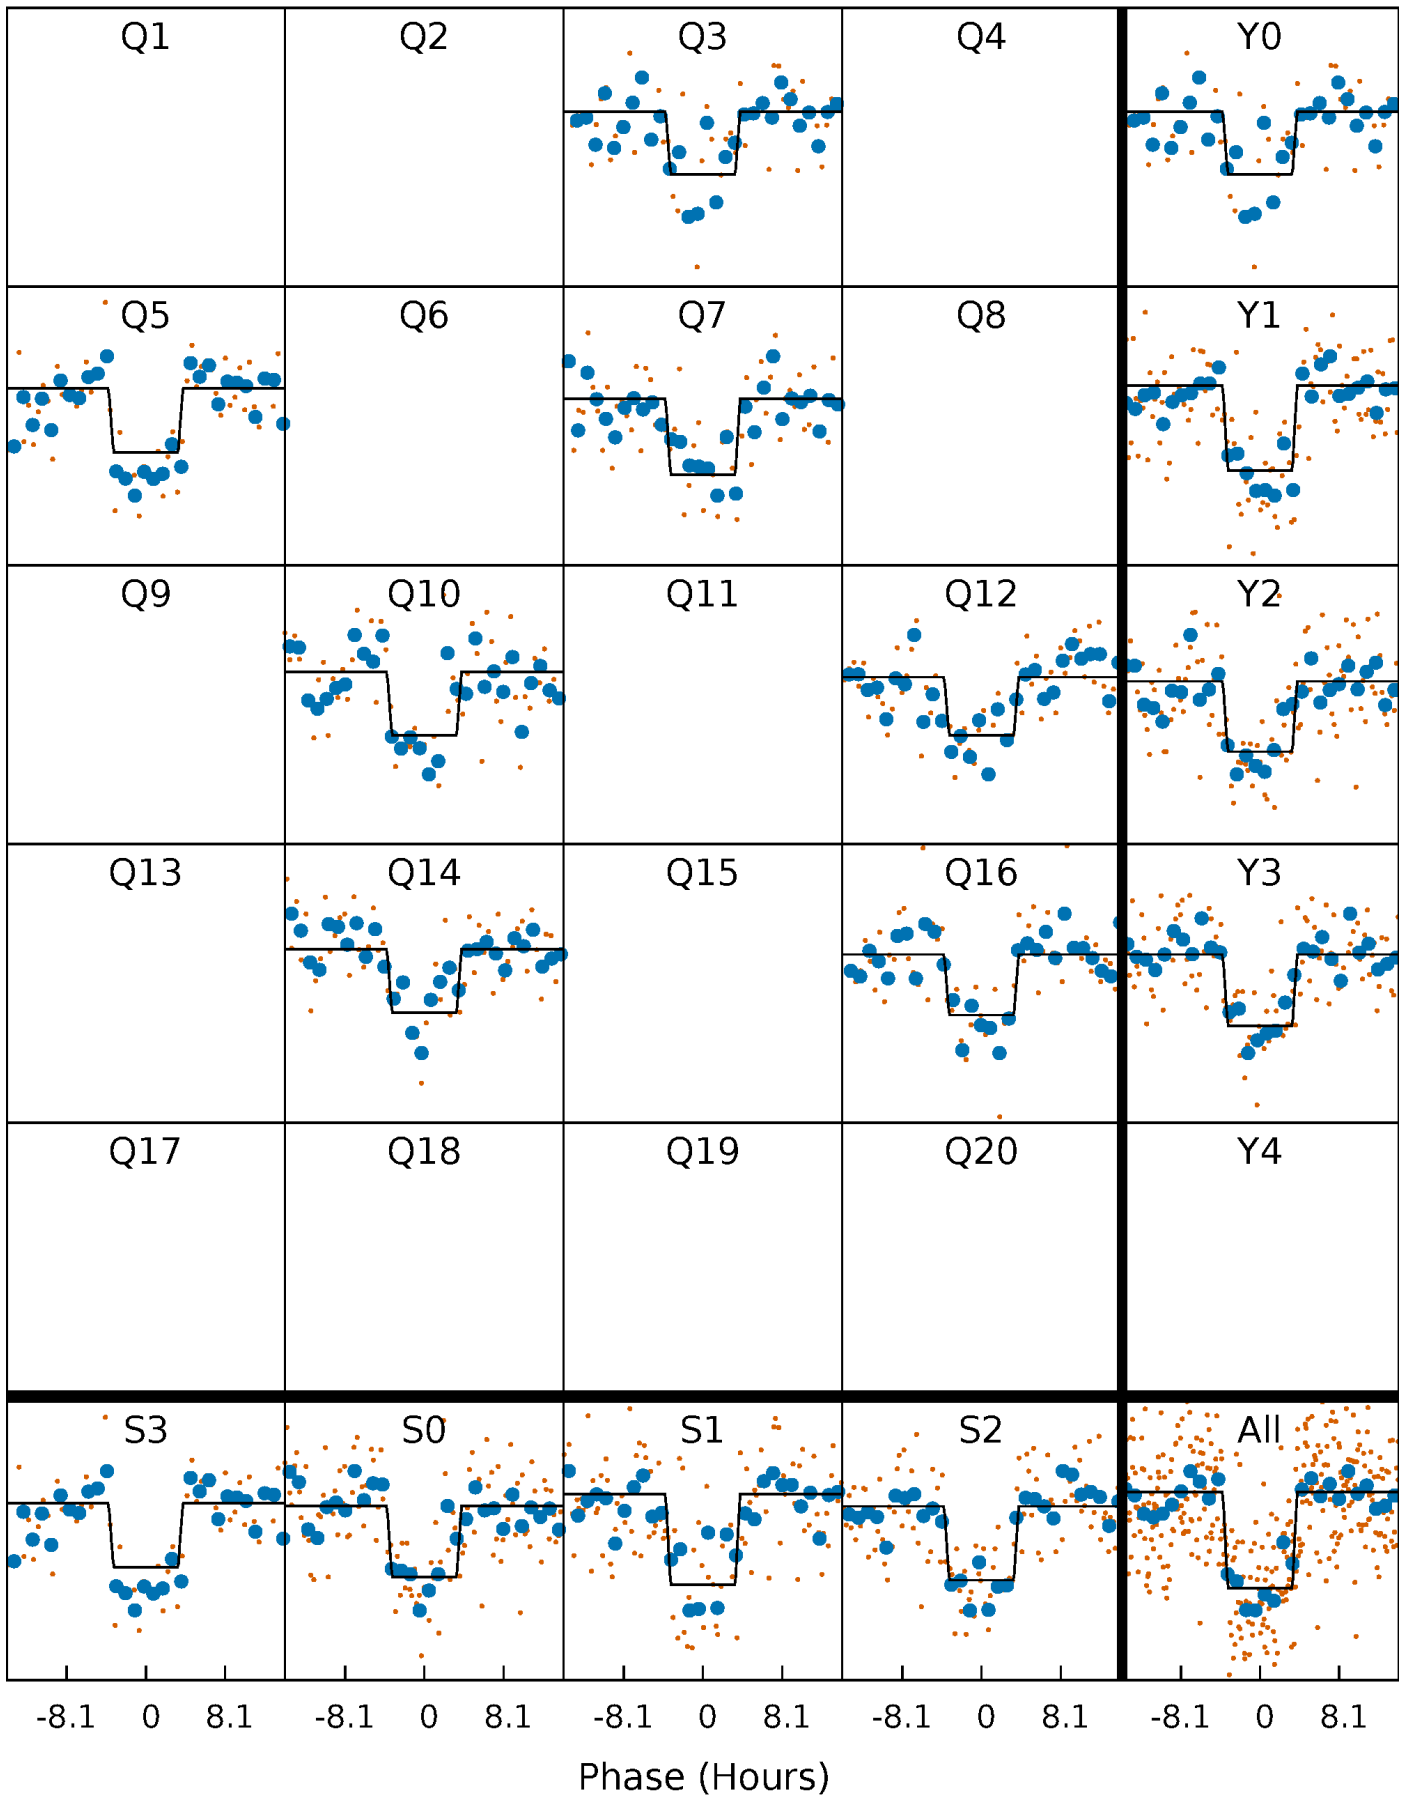 Q1 Q2 Q3 Q4 Y0
Q5 Q6 Q7 Q8 Y1
Q9 Q10 Q11 Q12 Y2
Q13 Q14 Q15 Q16 Y3
Q17 Q18 Q19 Q20 Y4
S3 S0 S1 S2 All
-8.1 0 8.1 -8.1 0 8.1 -8.1 0 8.1 -8.1 0 8.1 -8.1 0 8.1
Phase (Hours)